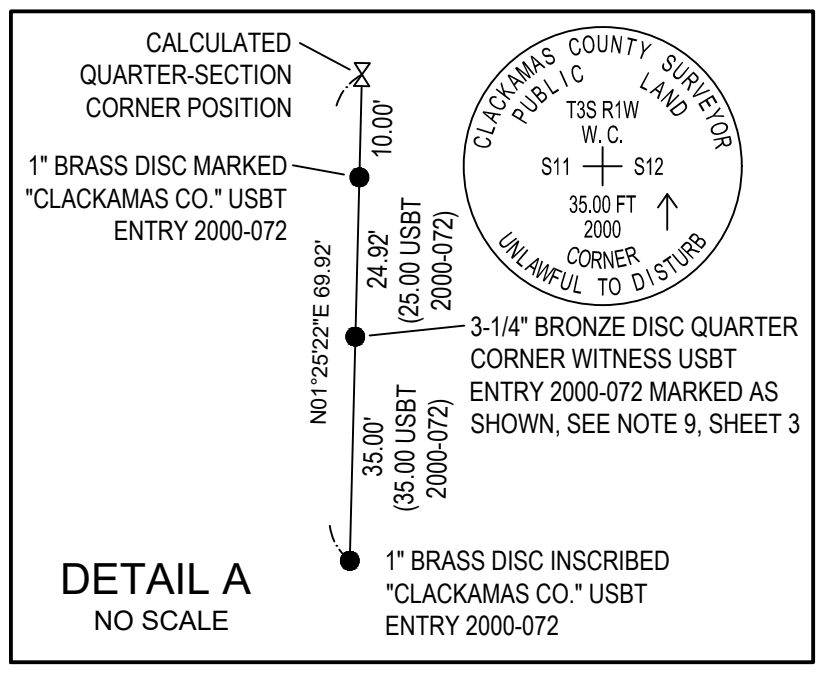 CALCULATED
QUARTER-SECTION
CORNER POSITION
10.00'
1" BRASS DISC MARKED
"CLACKAMAS CO." USBT
ENTRY 2000-072
24.92'
(25.00 USBT
2000-072)
N01°25'22"E 69.92'
CLACKAMAS COUNTY SURVEYOR
PUBLIC LAND
T3S R1W
W. C.
S11 S12
35.00 FT
2000
CORNER
UNLAWFUL TO DISTURB
3-1/4" BRONZE DISC QUARTER
CORNER WITNESS USBT
ENTRY 2000-072 MARKED AS
SHOWN, SEE NOTE 9, SHEET 3
35.00'
(35.00 USBT
2000-072)
1" BRASS DISC INSCRIBED
"CLACKAMAS CO." USBT
ENTRY 2000-072
DETAIL A
NO SCALE